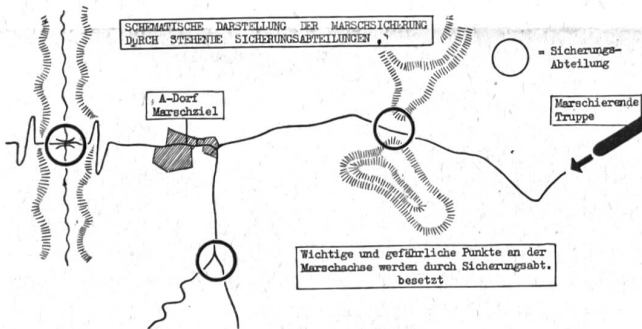 SCHEMATISCHE DARSTELLUNG DER MARSCHSICHERUNG
DURCH STEHENDE SICHERUNGSABTEILUNGEN.
= Sicherungs-
Abteilung
A-Dorf
Marschziel
Marschierende
Truppe
Wichtige und gefährliche Punkte an der
Marschachse werden durch Sicherungsabt.
besetzt